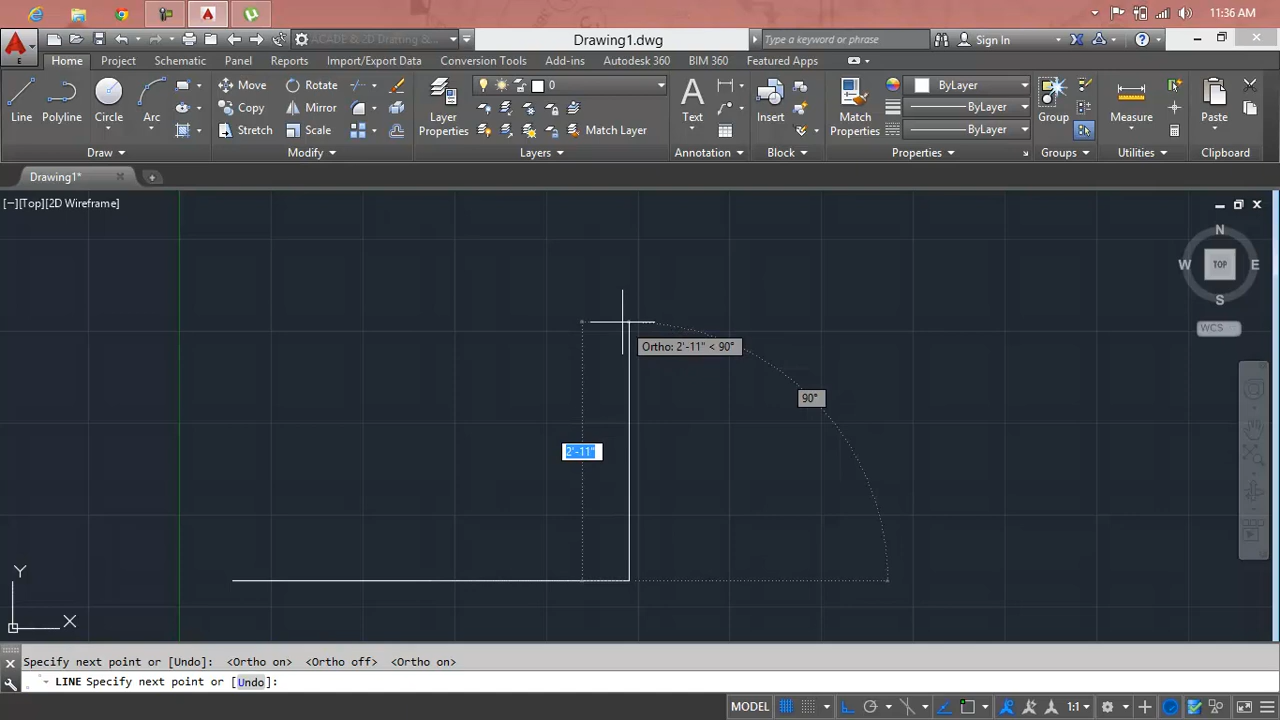 11:36 AM
ACADE & 2D Drafting &
Drawing1.dwg
Type a keyword or phrase
Sign In
E
Home Project Schematic Panel Reports Import/Export Data Conversion Tools Add-ins Autodesk 360 BIM 360 Featured Apps
Line
Polyline
Circle
Arc
Move
Rotate
Copy
Mirror
Stretch
Scale
Layer
Properties
0
Match Layer
Text
Insert
Match
Properties
ByLayer
ByLayer
ByLayer
Group
Measure
Paste
Draw
Modify
Layers
Annotation
Block
Properties
Groups
Utilities
Clipboard
Drawing1*
[−][Top][2D Wireframe]
N
W
TOP
E
S
WCS
Ortho: 2'-11" < 90°
90°
2'-11"
Y
X
Specify next point or [Undo]: <Ortho on> <Ortho off> <Ortho on>
LINE Specify next point or [Undo]:
MODEL
1:1